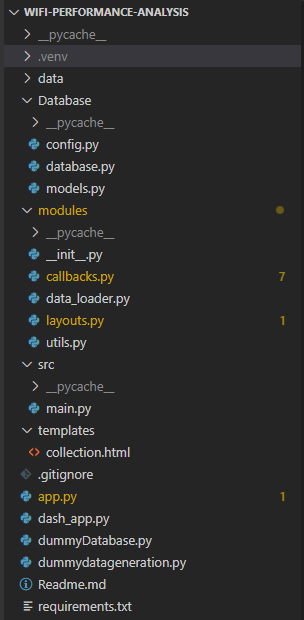 WIFI-PERFORMANCE-ANALYSIS
__pycache__
.venv
data
Database
__pycache__
config.py
database.py
models.py
modules
__pycache__
__init__.py
callbacks.py 7
data_loader.py
layouts.py 1
utils.py
src
__pycache__
main.py
templates
collection.html
.gitignore
app.py 1
dash_app.py
dummyDatabase.py
dummydatageneration.py
Readme.md
requirements.txt